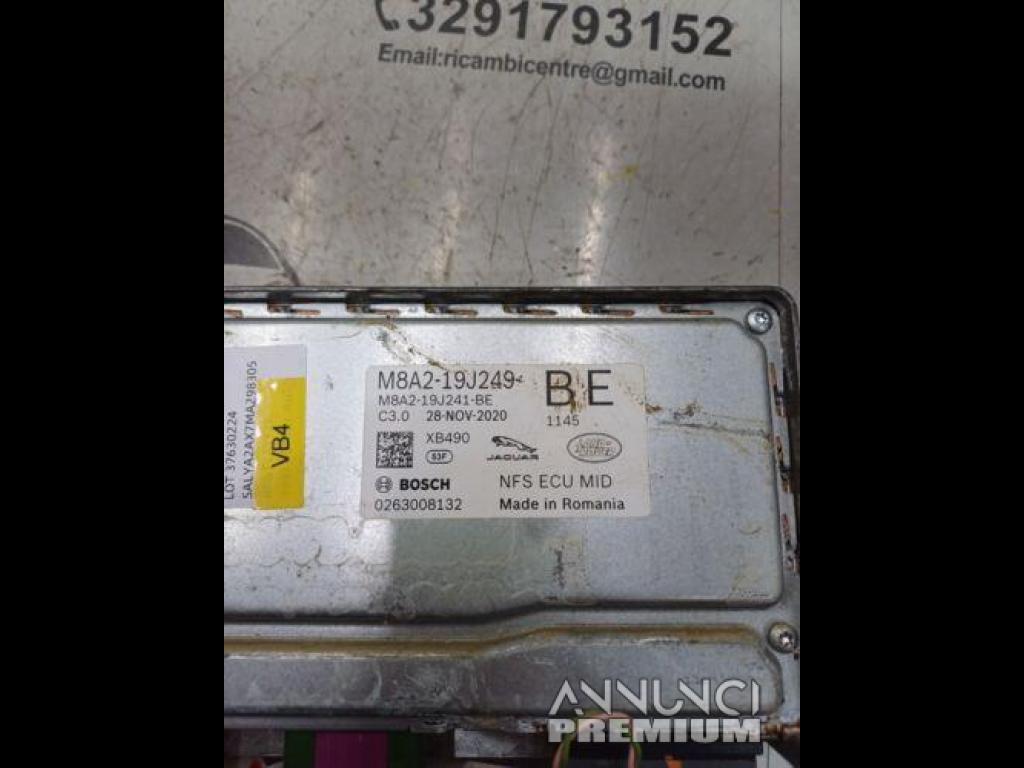 3291793152
Email:ricambicentre@gmail.com
LOT 37630224
SALYA2AX7MA298305
VB4
M8A2-19J249- BE
M8A2-19J241-BE
C3.0 28-NOV-2020 1145
XB490
53F
JAGUAR
BOSCH NFS ECU MID
0263008132 Made in Romania
ANNUNCI
PREMIUM